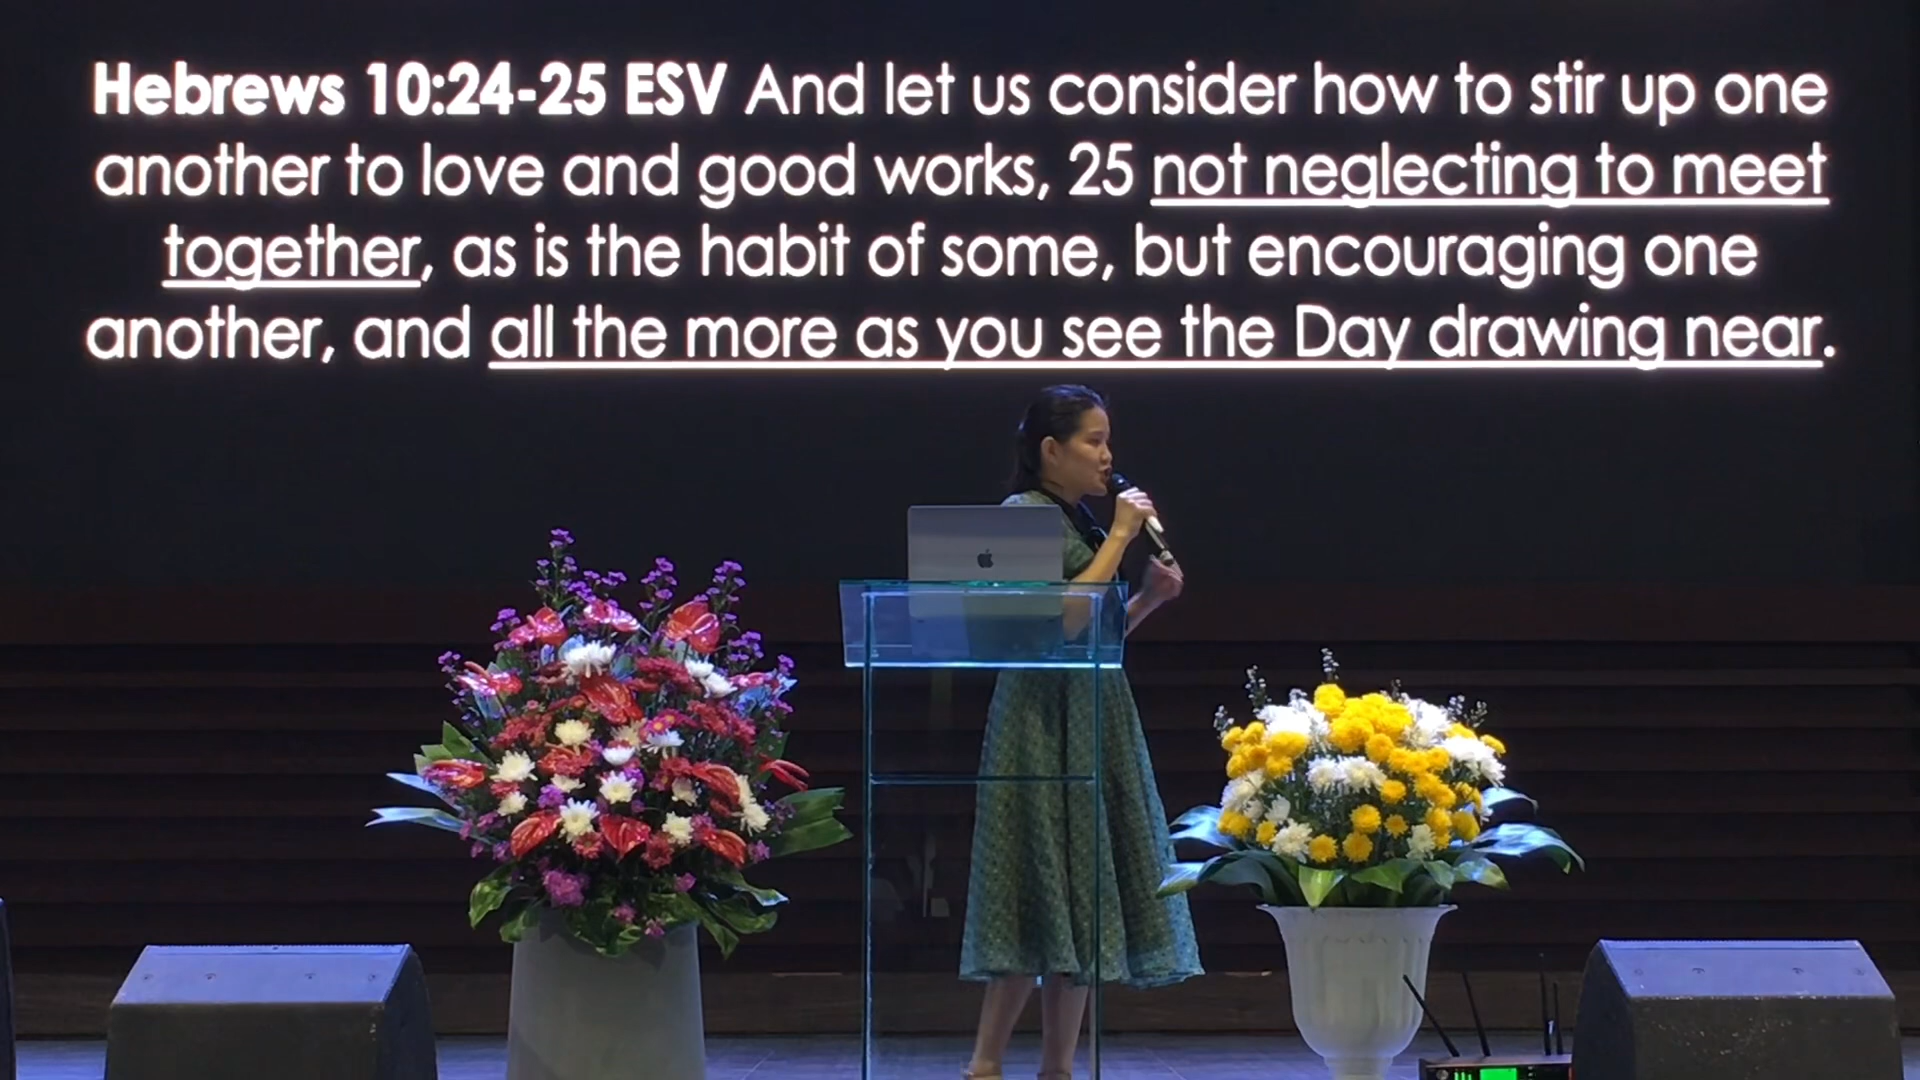 Hebrews 10:24-25 ESV And let us consider how to stir up one
another to love and good works, 25 not neglecting to meet
together, as is the habit of some, but encouraging one
another, and all the more as you see the Day drawing near.